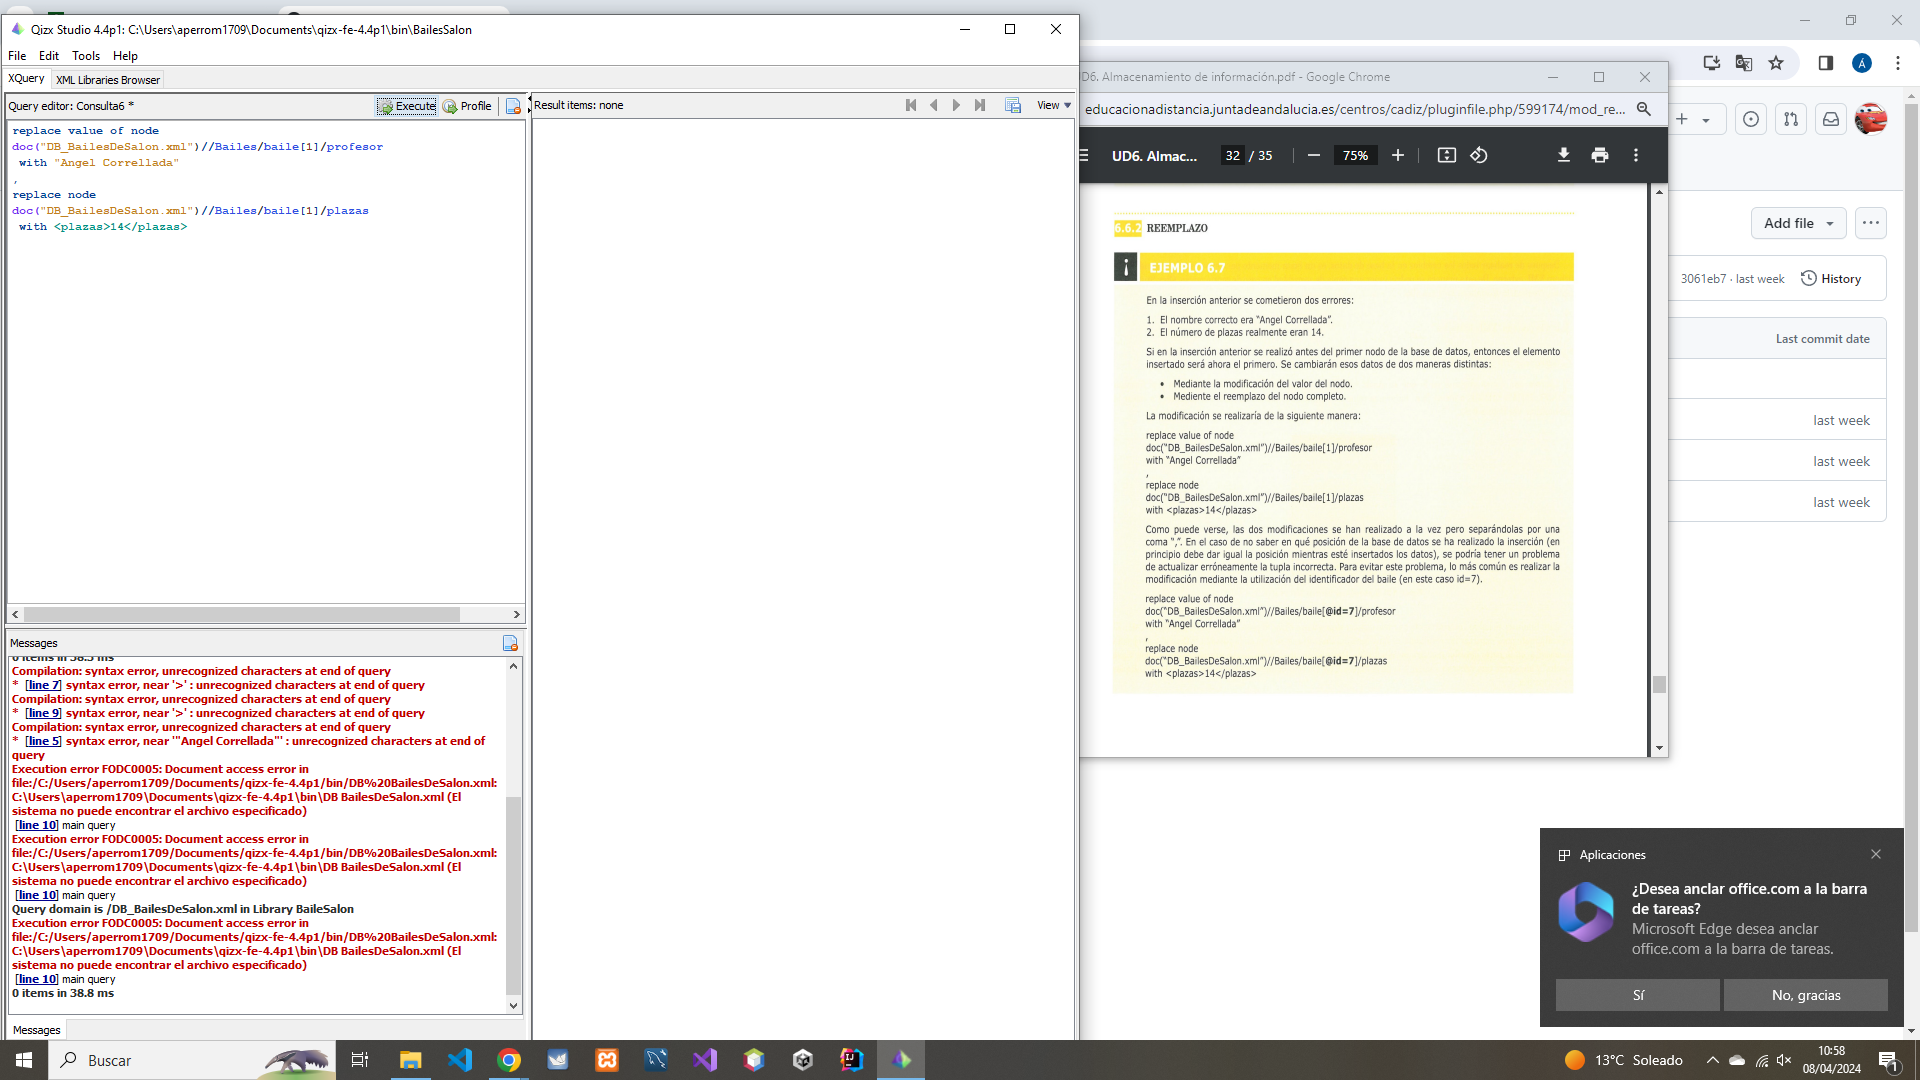 Qizx Studio 4.4p1: C:\Users\aperrom1709\Documents\qizx-fe-4.4p1\bin\BailesSalon
File Edit Tools Help
XQuery XML Libraries Browser
Query editor: Consulta6 * Execute Profile
replace value of node
doc("DB_BailesDeSalon.xml")//Bailes/baile[1]/profesor
with "Angel Correllada"
,
replace node
doc("DB_BailesDeSalon.xml")//Bailes/baile[1]/plazas
with <plazas>14</plazas>
Result items: none View
Messages
0 items in 38.5 ms
Compilation: syntax error, unrecognized characters at end of query
* [line 7] syntax error, near '>' : unrecognized characters at end of query
Compilation: syntax error, unrecognized characters at end of query
* [line 9] syntax error, near '>' : unrecognized characters at end of query
Compilation: syntax error, unrecognized characters at end of query
* [line 5] syntax error, near '"Angel Correllada"' : unrecognized characters at end of
query
Execution error FODC0005: Document access error in
file:/C:/Users/aperrom1709/Documents/qizx-fe-4.4p1/bin/DB%20BailesDeSalon.xml:
C:\Users\aperrom1709\Documents\qizx-fe-4.4p1\bin\DB BailesDeSalon.xml (El
sistema no puede encontrar el archivo especificado)
[line 10] main query
Execution error FODC0005: Document access error in
file:/C:/Users/aperrom1709/Documents/qizx-fe-4.4p1/bin/DB%20BailesDeSalon.xml:
C:\Users\aperrom1709\Documents\qizx-fe-4.4p1\bin\DB BailesDeSalon.xml (El
sistema no puede encontrar el archivo especificado)
[line 10] main query
Query domain is /DB_BailesDeSalon.xml in Library BaileSalon
Execution error FODC0005: Document access error in
file:/C:/Users/aperrom1709/Documents/qizx-fe-4.4p1/bin/DB%20BailesDeSalon.xml:
C:\Users\aperrom1709\Documents\qizx-fe-4.4p1\bin\DB BailesDeSalon.xml (El
sistema no puede encontrar el archivo especificado)
[line 10] main query
0 items in 38.8 ms
Messages
UD6. Almacenamiento de información.pdf - Google Chrome
educacionadistancia.juntadeandalucia.es/centros/cadiz/pluginfile.php/599174/mod_re...
UD6. Almac... 32 / 35 75%
6.6.2 REEMPLAZO
EJEMPLO 6.7
En la inserción anterior se cometieron dos errores:
1. El nombre correcto era “Angel Correllada”.
2. El número de plazas realmente eran 14.
Si en la inserción anterior se realizó antes del primer nodo de la base de datos, entonces el elemento
insertado será ahora el primero. Se cambiarán esos datos de dos maneras distintas:
• Mediante la modificación del valor del nodo.
• Mediente el reemplazo del nodo completo.
La modificación se realizaría de la siguiente manera:
replace value of node
doc(“DB_BailesDeSalon.xml”)//Bailes/baile[1]/profesor
with “Angel Correllada”
,
replace node
doc(“DB_BailesDeSalon.xml”)//Bailes/baile[1]/plazas
with <plazas>14</plazas>
Como puede verse, las dos modificaciones se han realizado a la vez pero separándolas por una
coma “,”. En el caso de no saber en qué posición de la base de datos se ha realizado la inserción (en
principio debe dar igual la posición mientras esté insertados los datos), se podría tener un problema
de actualizar erróneamente la tupla incorrecta. Para evitar este problema, lo más común es realizar la
modificación mediante la utilización del identificador del baile (en este caso id=7).
replace value of node
doc(“DB_BailesDeSalon.xml”)//Bailes/baile[@id=7]/profesor
with “Angel Correllada”
,
replace node
doc(“DB_BailesDeSalon.xml”)//Bailes/baile[@id=7]/plazas
with <plazas>14</plazas>
Á
Add file
3061eb7 · last week History
Last commit date
last week
last week
last week
Aplicaciones
¿Desea anclar office.com a la barra
de tareas?
Microsoft Edge desea anclar
office.com a la barra de tareas.
Sí No, gracias
Buscar
13°C Soleado
10:58
08/04/2024
1